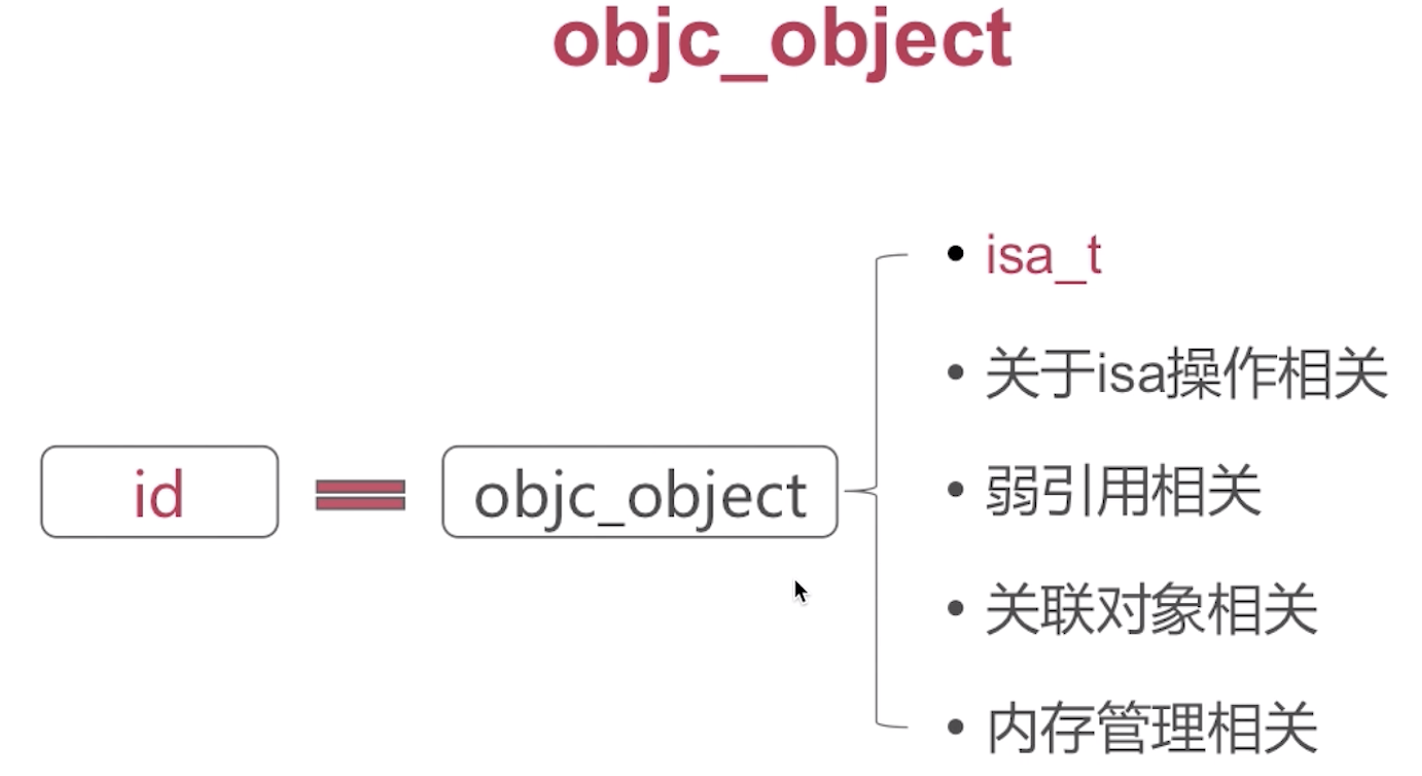 objc_object
id
objc_object
isa_t
关于isa操作相关
弱引用相关
关联对象相关
内存管理相关